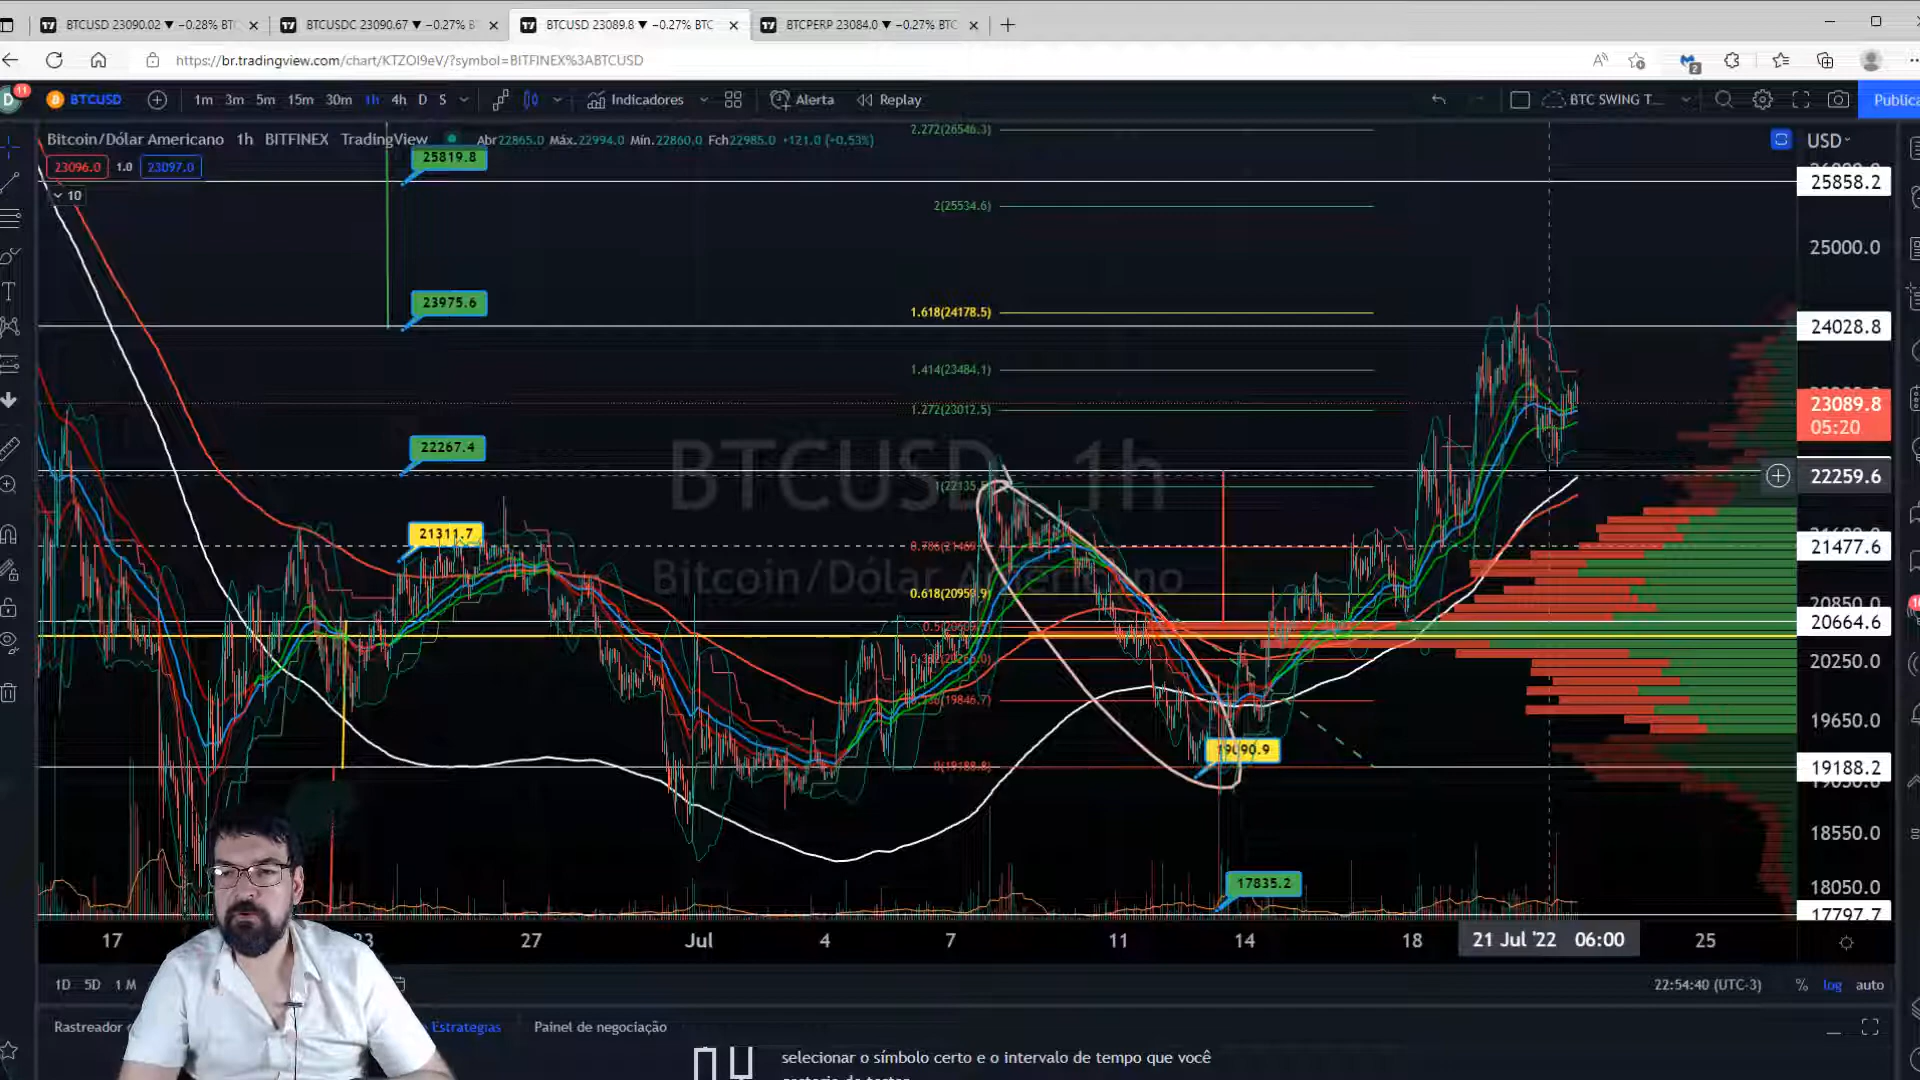 BTCUSD 23090.02 ▼ −0.28% BTC
BTCUSDC 23090.67 ▼ −0.27% B
BTCUSD 23089.8 ▼ −0.27% BTC
BTCPERP 23084.0 ▼ −0.27% BTC
https://br.tradingview.com/chart/KTZOI9eV/?symbol=BITFINEX%3ABTCUSD
2
D 11 BTCUSD 1m 3m 5m 15m 30m 1h 4h D S Indicadores Alerta Replay BTC SWING T... Publica
Bitcoin/Dólar Americano 1h BITFINEX TradingView Abr22865.0 Máx.22994.0 Mín.22860.0 Fch22985.0 +121.0 (+0.53%)
USD
23096.0 1.0 23097.0
10
2.272(26546.3)
25819.8
25858.2
2(25534.6)
25000.0
23975.6
1.618(24178.5)
24028.8
1.414(23484.1)
1.272(23012.5)
23089.8
05:20
22267.4
BTCUSD, 1h
Bitcoin/Dólar Americano
22259.6
21311.7
21477.6
20850.0
20664.6
20250.0
19650.0
19090.9
0(19188.8)
19188.2
19050.0
18550.0
17835.2
18050.0
17797.7
17 23 27 Jul 4 7 11 14 18 21 Jul '22 06:00 25
1D 5D 1M 22:54:40 (UTC-3) % log auto
Rastreador Estrategias Painel de negociação
selecionar o símbolo certo e o intervalo de tempo que você